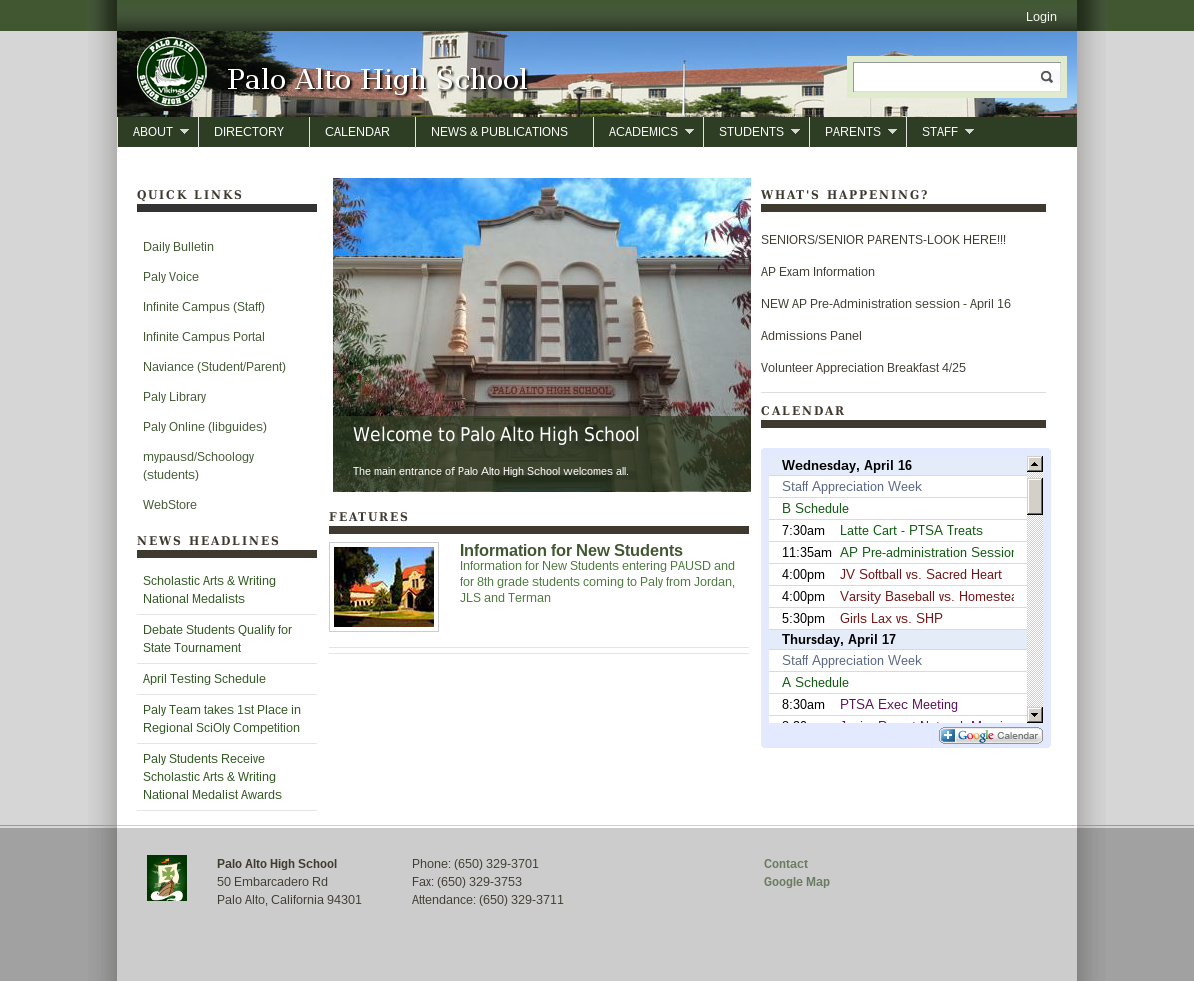 Login
PALO ALTO
SENIOR HIGH SCHOOL
Vikings
Palo Alto High School
ABOUT
DIRECTORY
CALENDAR
NEWS & PUBLICATIONS
ACADEMICS
STUDENTS
PARENTS
STAFF
QUICK LINKS
Daily Bulletin
Paly Voice
Infinite Campus (Staff)
Infinite Campus Portal
Naviance (Student/Parent)
Paly Library
Paly Online (libguides)
mypausd/Schoology
(students)
WebStore
NEWS HEADLINES
Scholastic Arts & Writing
National Medalists
Debate Students Qualify for
State Tournament
April Testing Schedule
Paly Team takes 1st Place in
Regional SciOly Competition
Paly Students Receive
Scholastic Arts & Writing
National Medalist Awards
PALO ALTO HIGH SCHOOL
Welcome to Palo Alto High School
The main entrance of Palo Alto High School welcomes all.
FEATURES
Information for New Students
Information for New Students entering PAUSD and
for 8th grade students coming to Paly from Jordan,
JLS and Terman
WHAT'S HAPPENING?
SENIORS/SENIOR PARENTS-LOOK HERE!!!
AP Exam Information
NEW AP Pre-Administration session - April 16
Admissions Panel
Volunteer Appreciation Breakfast 4/25
CALENDAR
Wednesday, April 16
Staff Appreciation Week
B Schedule
7:30am Latte Cart - PTSA Treats
11:35am AP Pre-administration Session
4:00pm JV Softball vs. Sacred Heart
4:00pm Varsity Baseball vs. Homestea
5:30pm Girls Lax vs. SHP
Thursday, April 17
Staff Appreciation Week
A Schedule
8:30am PTSA Exec Meeting
Google Calendar
Palo Alto High School
50 Embarcadero Rd
Palo Alto, California 94301
Phone: (650) 329-3701
Fax: (650) 329-3753
Attendance: (650) 329-3711
Contact
Google Map